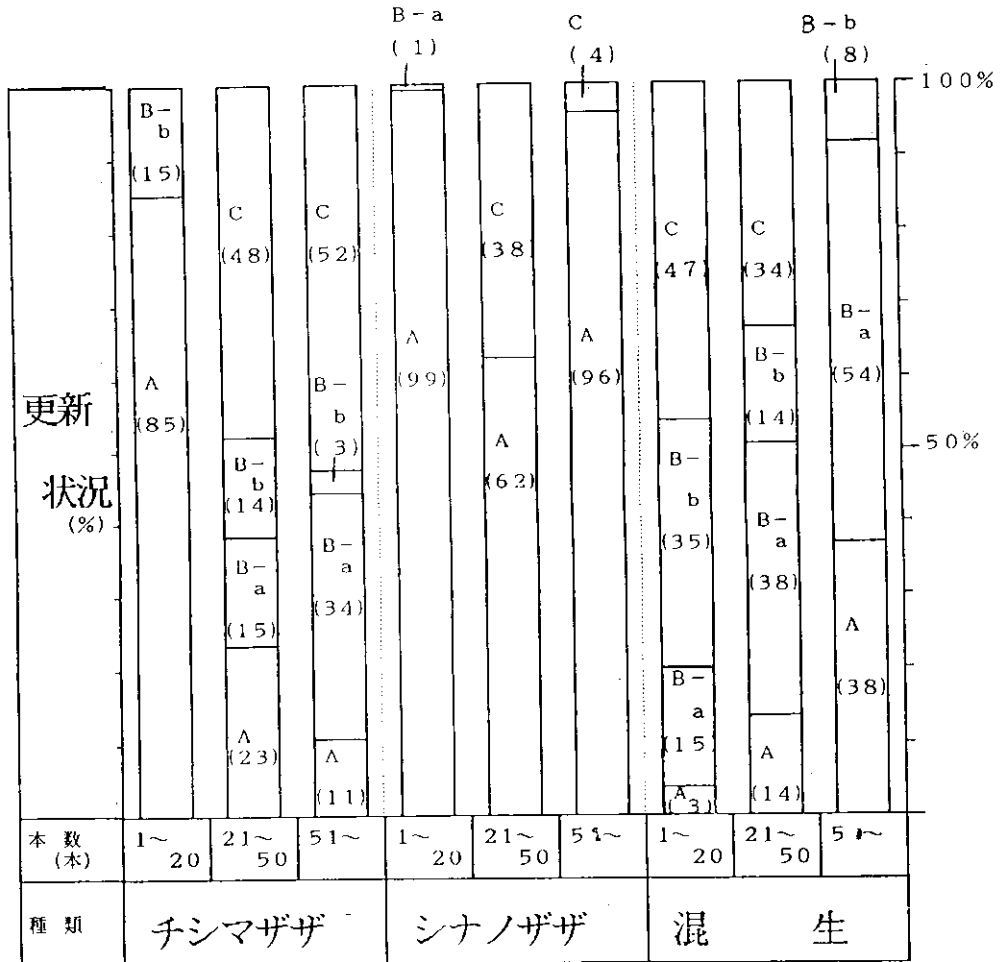 B-a
(1)
C
(4)
B-b
(8)
100%
50%
更新
状況
(%)
B-
b
(15)
A
(85)
C
(48)
B-
b
(14)
B-
a
(15)
A
(23)
C
(52)
B-
b
(3)
B-
a
(34)
A
(11)
A
(99)
C
(38)
A
(62)
A
(96)
C
(47)
B-
b
(35)
B-
a
(15)
A
(3)
C
(34)
B-
b
(14)
B-
a
(38)
A
(14)
B-
a
(54)
A
(38)
本数
(本)
1~
20
21~
50
51~
1~
20
21~
50
51~
1~
20
21~
50
51~
種類
チシマザサ
シナノザサ
混生